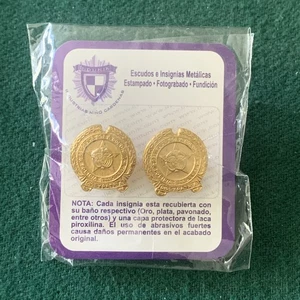 Escudos e Insignias Metálicas
Estampado • Fotograbado • Fundición
NOTA: Cada insignia esta recubierta con
su baño respectivo (Oro, plata, pavonado,
entre otros) y una capa protectora de laca
piroxilina. El uso de abrasivos fuertes
causa daños permanentes en el acabado
original.